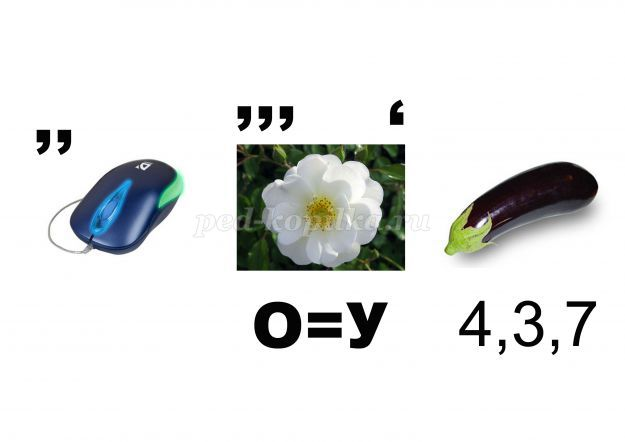 ,,
,,, ‘
ped-kopilka.ru
о=у 4,3,7